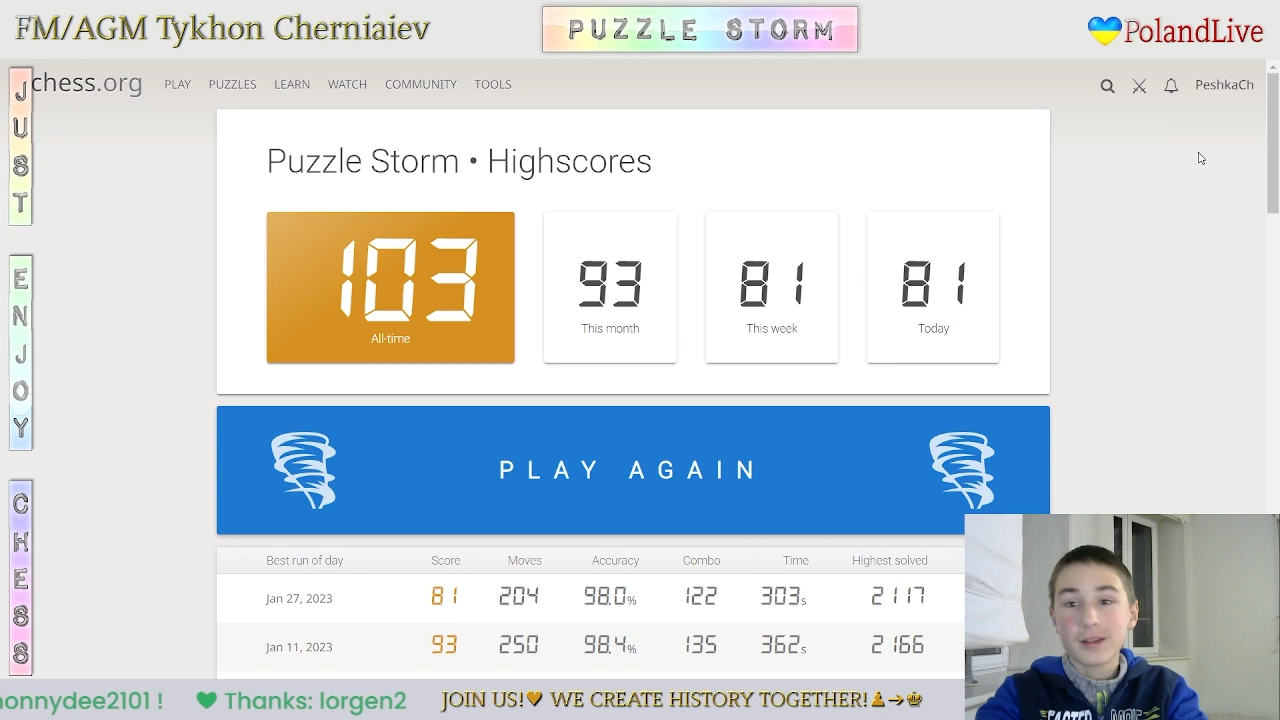 FM/AGM Tykhon Cherniaiev
PUZZLE STORM
PolandLive
JUST
ENJOY
CHESS
chess.org
PLAY PUZZLES LEARN WATCH COMMUNITY TOOLS
PeshkaCh
Puzzle Storm • Highscores
103
All-time
93
This month
81
This week
81
Today
PLAY AGAIN
Best run of day Score Moves Accuracy Combo Time Highest solved
Jan 27, 2023 81 204 98.0% 122 303s 2117
Jan 11, 2023 93 250 98.4% 135 362s 2166
onnydee2101 !
Thanks: lorgen2
JOIN US! WE CREATE HISTORY TOGETHER!